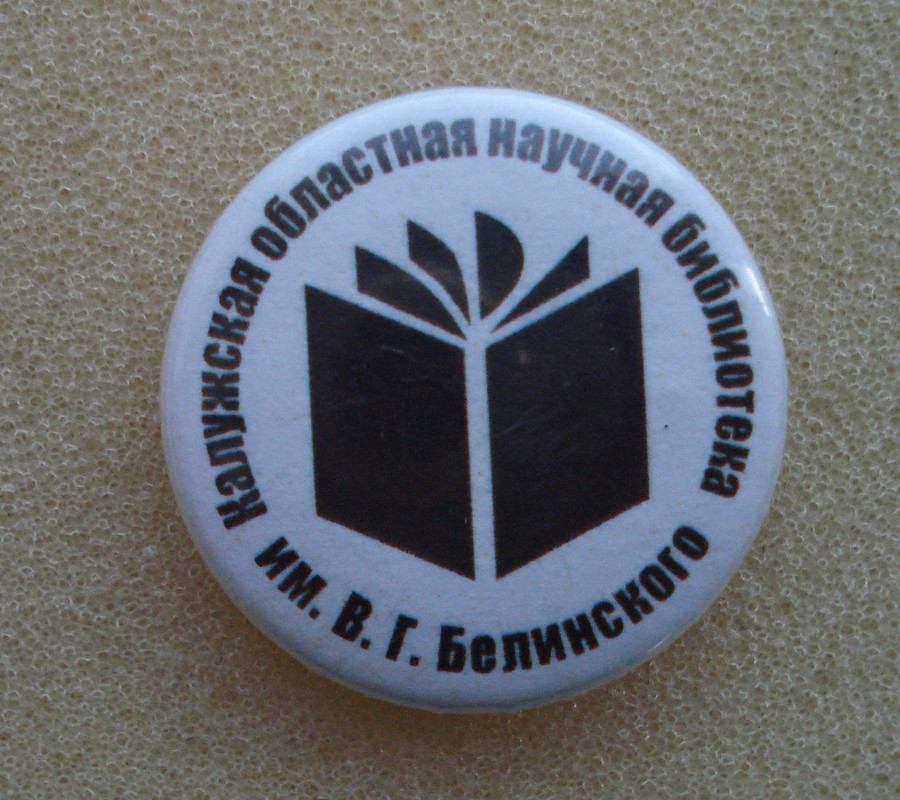 Калужская областная научная библиотека
им. В. Г. Белинского